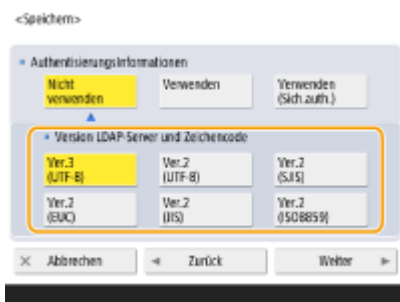 <Speichern>
Authentisierungsinformationen
Nicht verwenden
Verwenden
Verwenden (Sich.auth.)
Version LDAP-Server und Zeichencode
Ver.3 (UTF-8)
Ver.2 (UTF-8)
Ver.2 (SJIS)
Ver.2 (EUC)
Ver.2 (JIS)
Ver.2 (ISO8859)
Abbrechen
Zurück
Weiter